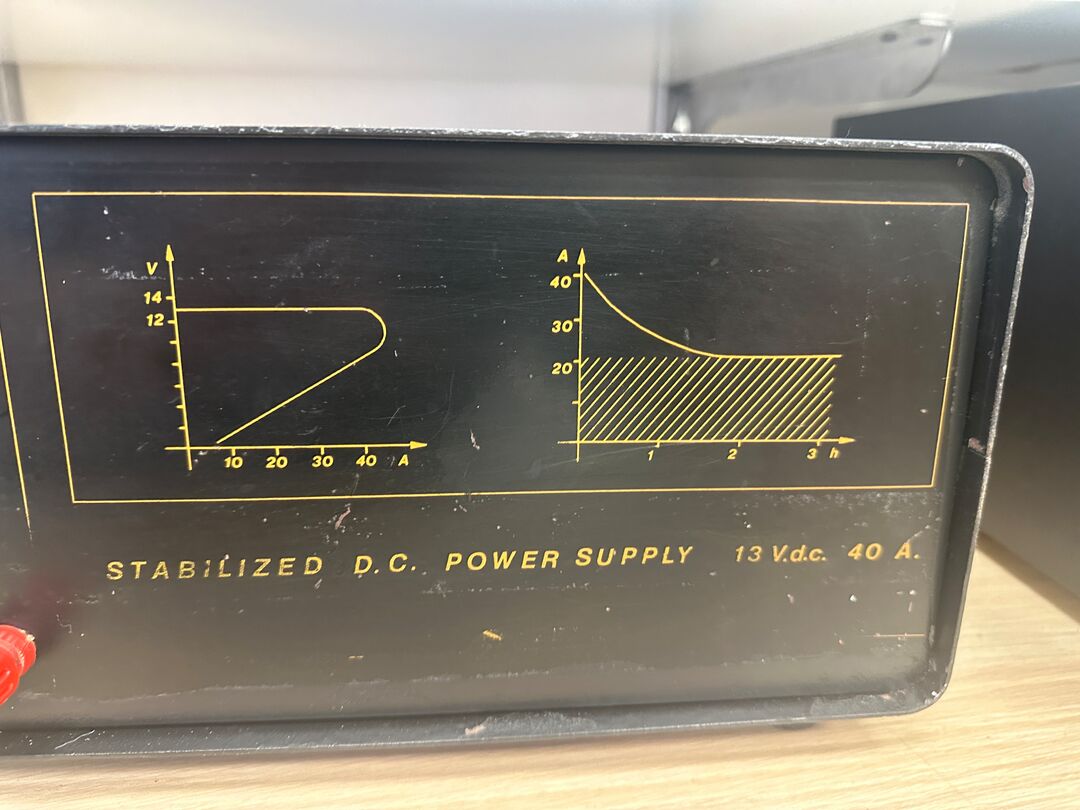 V
14
12
10 20 30 40 A
A
40
30
20
1 2 3 h
STABILIZED D.C. POWER SUPPLY 13 V.d.c. 40 A.